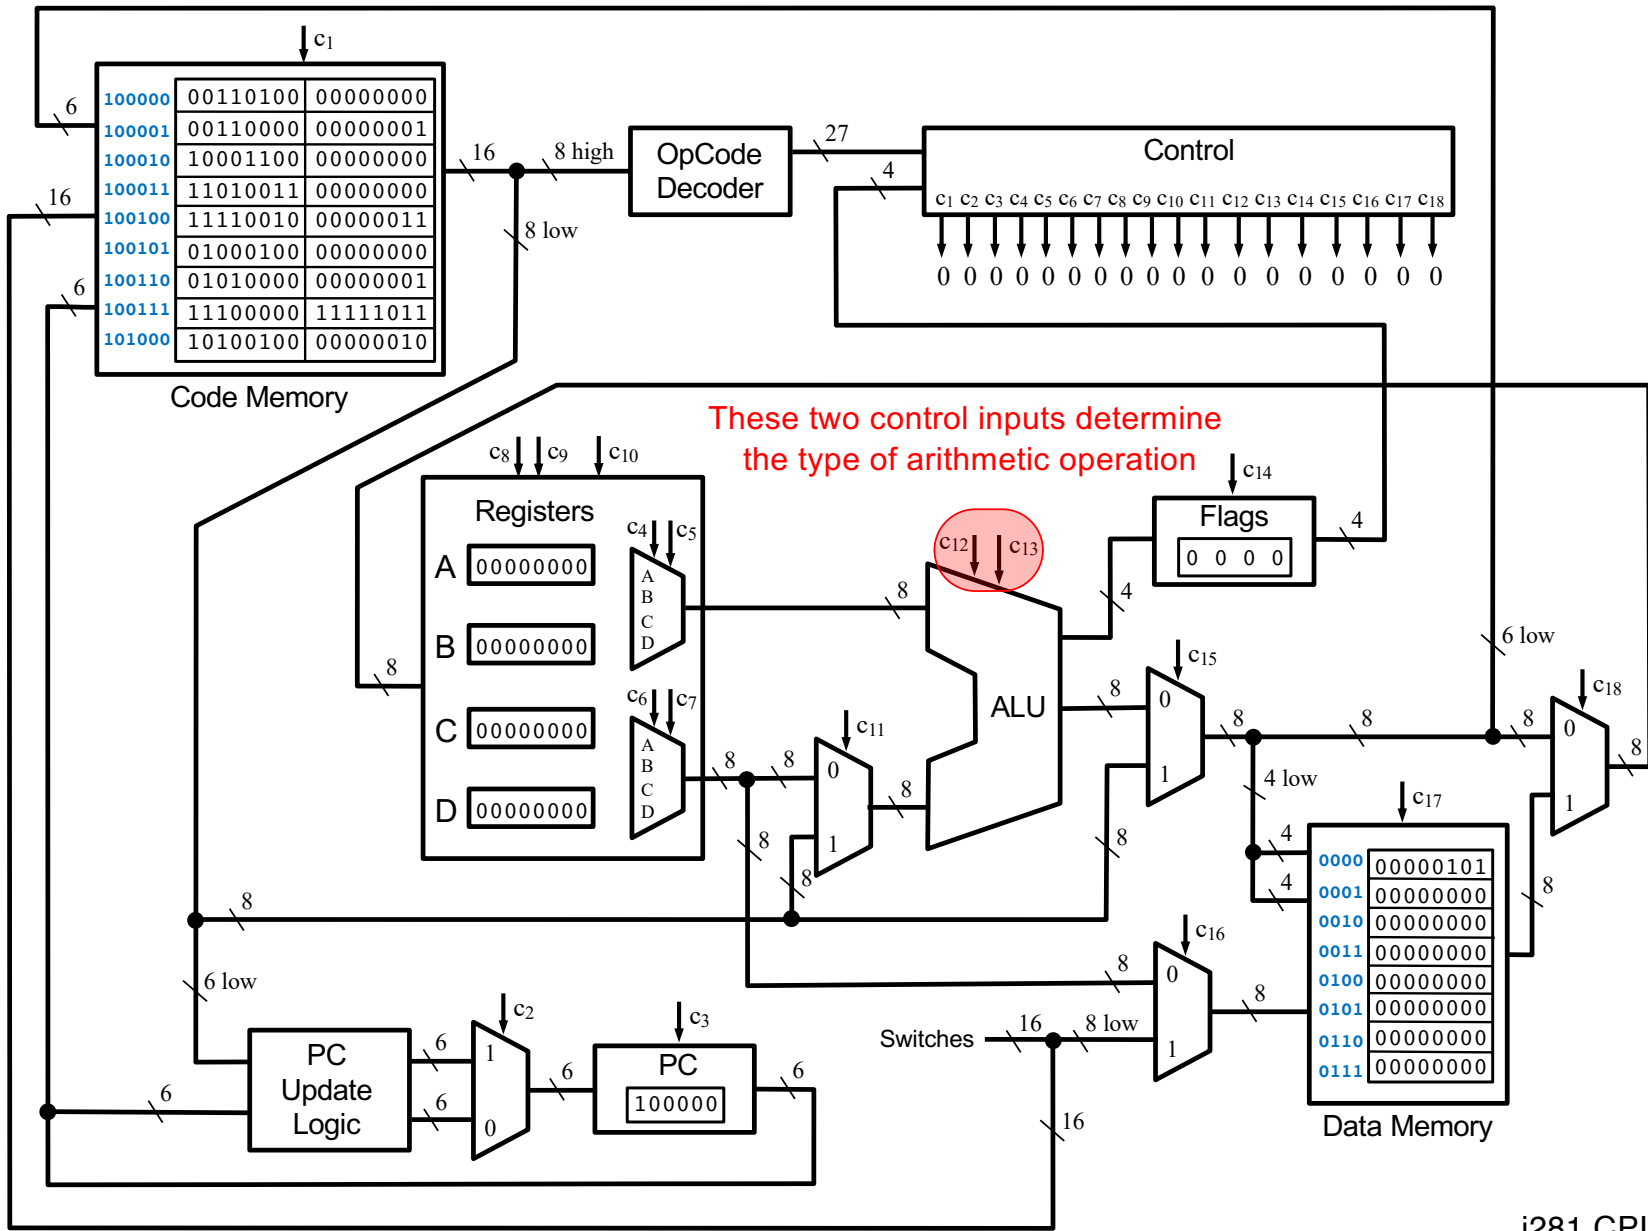 c1
6
16
6
100000 00110100 00000000
100001 00110000 00000001
100010 10001100 00000000
100011 11010011 00000000
100100 11110010 00000011
100101 01000100 00000000
100110 01010000 00000001
100111 11100000 11111011
101000 10100100 00000010
Code Memory
16
8 high
8 low
OpCode
Decoder
27
4
Control
c1 c2 c3 c4 c5 c6 c7 c8 c9 c10 c11 c12 c13 c14 c15 c16 c17 c18
0 0 0 0 0 0 0 0 0 0 0 0 0 0 0 0 0 0
These two control inputs determine
the type of arithmetic operation
c8 c9 c10
Registers
A 00000000
B 00000000
C 00000000
D 00000000
8
c4 c5
A
B
C
D
c6 c7
A
B
C
D
8
8
8
8
c11
0
1
8
8
8
c12 c13
ALU
4
8
c14
Flags
0 0 0 0
4
c15
0
1
8
8
8
8
6 low
4 low
4
4
c18
0
1
8
8
c17
0000 00000101
0001 00000000
0010 00000000
0011 00000000
0100 00000000
0101 00000000
0110 00000000
0111 00000000
Data Memory
8
c16
0
1
8
8
Switches
16
8 low
16
6 low
6
PC
Update
Logic
6
6
c2
1
0
6
c3
PC
100000
6